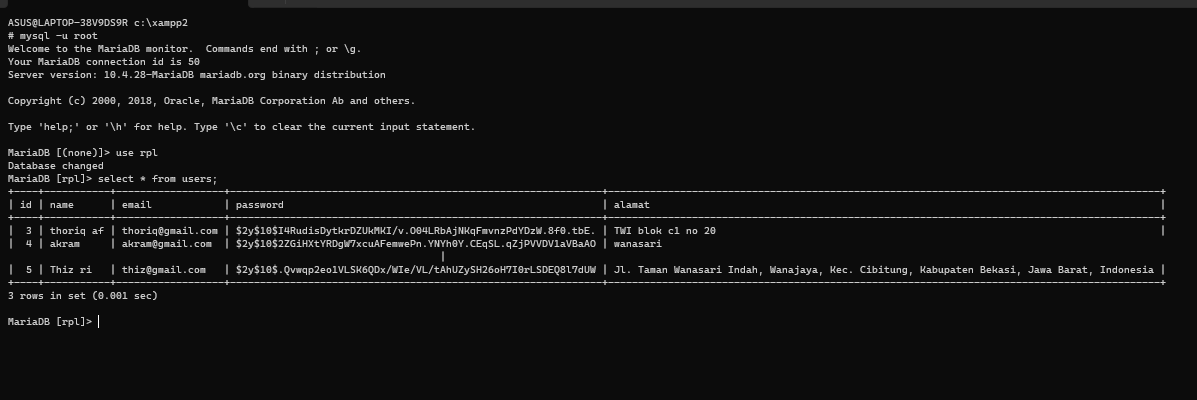 ASUS@LAPTOP-38V9DS9R c:\xampp2
# mysql -u root
Welcome to the MariaDB monitor.  Commands end with ; or \g.
Your MariaDB connection id is 50
Server version: 10.4.28-MariaDB mariadb.org binary distribution
Copyright (c) 2000, 2018, Oracle, MariaDB Corporation Ab and others.
Type 'help;' or '\h' for help. Type '\c' to clear the current input statement.
MariaDB [(none)]> use rpl
Database changed
MariaDB [rpl]> select * from users;
| id | name | email | password | alamat |
| 3 | thoriq af | thoriq@gmail.com | $2y$10$I4RudisDytkrDZUkMKI/v.O04LRbAjNKqFmvnzPdYDzW.8f0.tbE. | TWI blok c1 no 20 |
| 4 | akram | akram@gmail.com | $2y$10$2ZGiHXtYRDgW7xcuAFemwePn.YNYh0Y.CEqSL.qZjPVVDV1aVBaAO | wanasari
|
| 5 | Thiz ri | thiz@gmail.com | $2y$10$.Qvwqp2eo1VLSK6QDx/WIe/VL/tAhUZySH26oH7I0rLSDEQ8l7dUW | Jl. Taman Wanasari Indah, Wanajaya, Kec. Cibitung, Kabupaten Bekasi, Jawa Barat, Indonesia |
3 rows in set (0.001 sec)
MariaDB [rpl]>